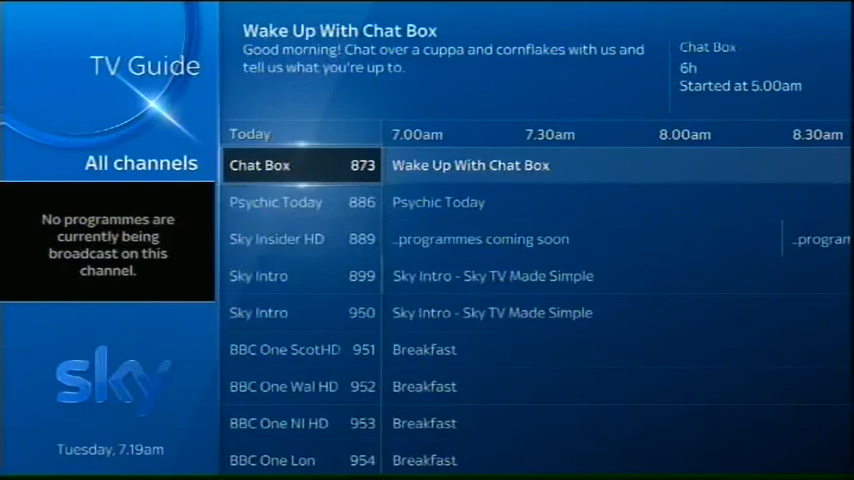 TV Guide
All channels
No programmes are
currently being
broadcast on this
channel.
sky
Tuesday, 7.19am
Wake Up With Chat Box
Good morning! Chat over a cuppa and cornflakes with us and
tell us what you're up to.
Chat Box
6h
Started at 5.00am
Today 7.00am 7.30am 8.00am 8.30am
Chat Box 873 Wake Up With Chat Box
Psychic Today 886 Psychic Today
Sky Insider HD 889 ..programmes coming soon ..program
Sky Intro 899 Sky Intro - Sky TV Made Simple
Sky Intro 950 Sky Intro - Sky TV Made Simple
BBC One ScotHD 951 Breakfast
BBC One Wal HD 952 Breakfast
BBC One NI HD 953 Breakfast
BBC One Lon 954 Breakfast